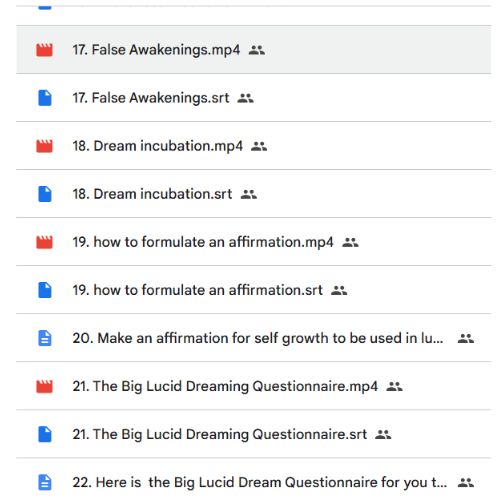 17. False Awakenings.mp4
17. False Awakenings.srt
18. Dream incubation.mp4
18. Dream incubation.srt
19. how to formulate an affirmation.mp4
19. how to formulate an affirmation.srt
20. Make an affirmation for self growth to be used in lu...
21. The Big Lucid Dreaming Questionnaire.mp4
21. The Big Lucid Dreaming Questionnaire.srt
22. Here is  the Big Lucid Dream Questionnaire for you t...